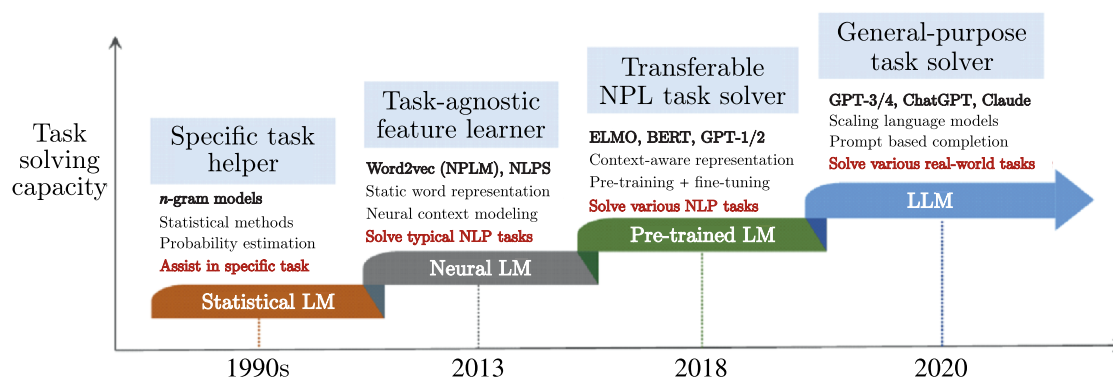 Task
solving
capacity
Specific task
helper
n-gram models
Statistical methods
Probability estimation
Assist in specific task
Statistical LM
1990s
Task-agnostic
feature learner
Word2vec (NPLM), NLPS
Static word representation
Neural context modeling
Solve typical NLP tasks
Neural LM
2013
Transferable
NPL task solver
ELMO, BERT, GPT-1/2
Context-aware representation
Pre-training + fine-tuning
Solve various NLP tasks
Pre-trained LM
2018
General-purpose
task solver
GPT-3/4, ChatGPT, Claude
Scaling language models
Prompt based completion
Solve various real-world tasks
LLM
2020